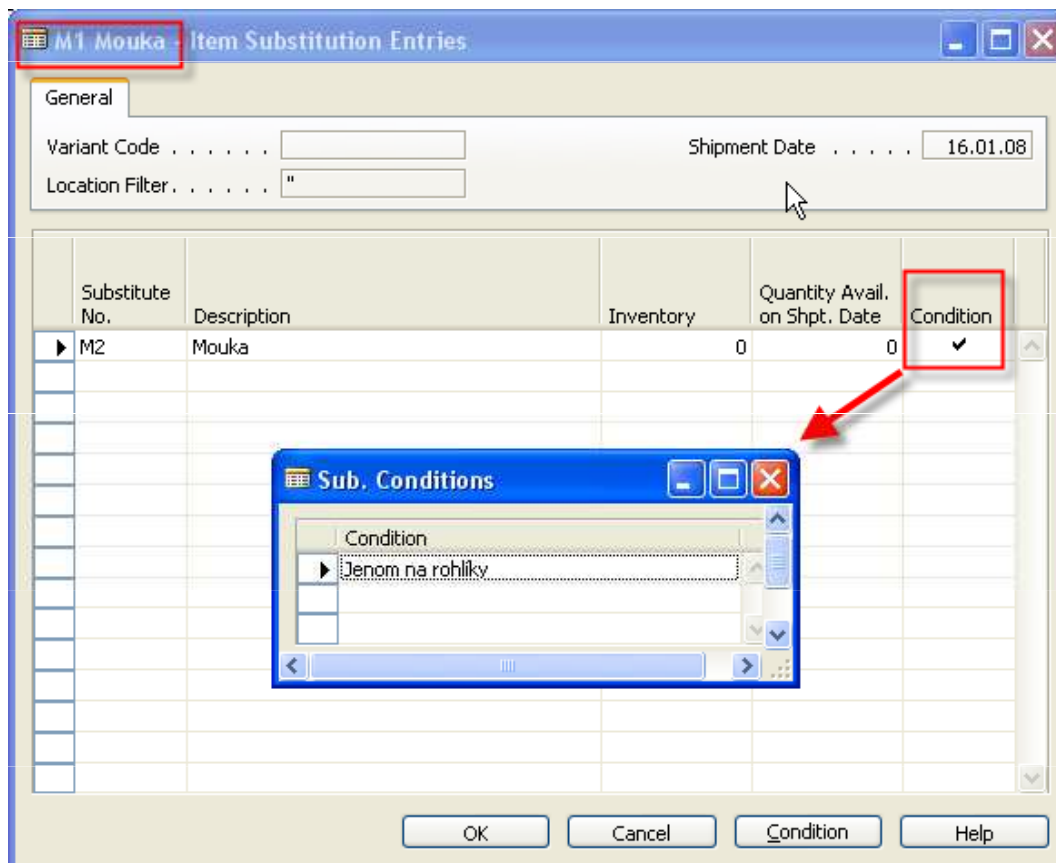 M1 Mouka - Item Substitution Entries
General
Variant Code . . . . . .
Shipment Date . . . . . 16.01.08
Location Filter. . . . . . "
Substitute No. Description Inventory Quantity Avail. on Shpt. Date Condition
M2 Mouka 0 0 ✔
Sub. Conditions
Condition
Jenom na rohlíky
OK Cancel Condition Help